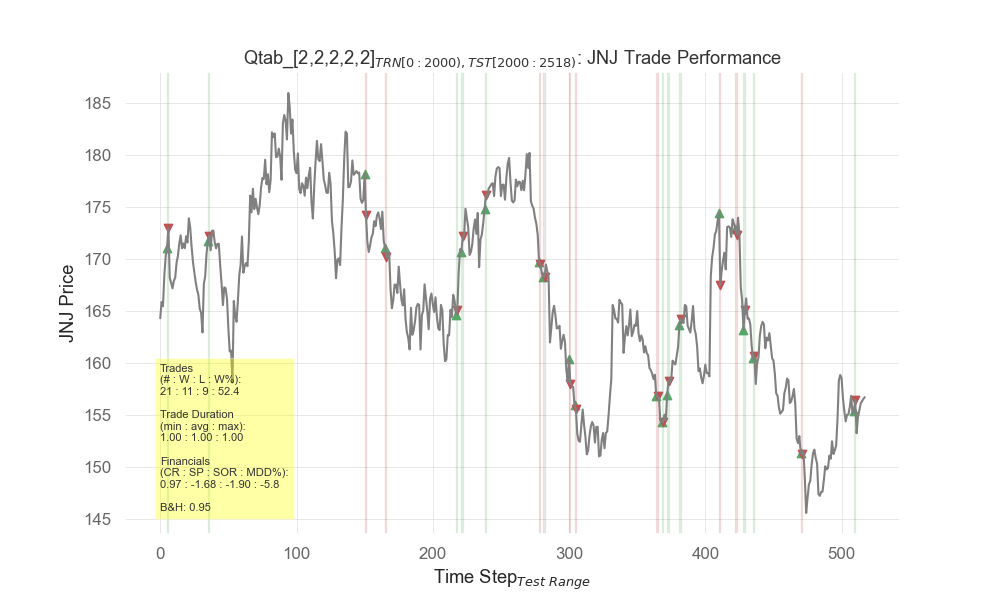 Qtab_[2,2,2,2,2]TRN[0 : 2000), TST[2000 : 2518): JNJ Trade Performance
185
180
175
170
165
160
155
150
145
JNJ Price
Trades
(# : W : L : W%):
21 : 11 : 9 : 52.4
Trade Duration
(min : avg : max):
1.00 : 1.00 : 1.00
Financials
(CR : SP : SOR : MDD%):
0.97 : -1.68 : -1.90 : -5.8
B&H: 0.95
0 100 200 300 400 500
Time StepTest Range